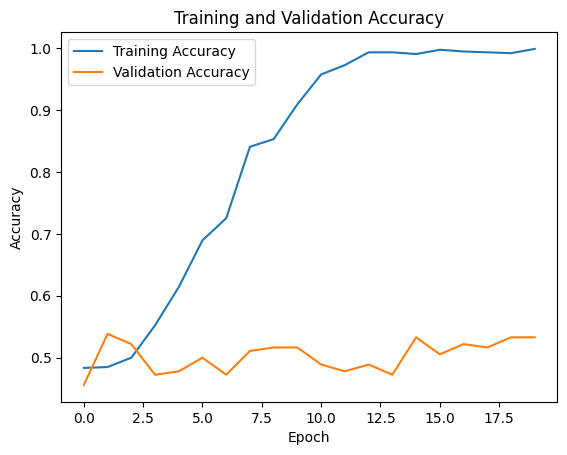 Training and Validation Accuracy
Training Accuracy
Validation Accuracy
1.0
0.9
0.8
0.7
0.6
0.5
Accuracy
0.0 2.5 5.0 7.5 10.0 12.5 15.0 17.5
Epoch